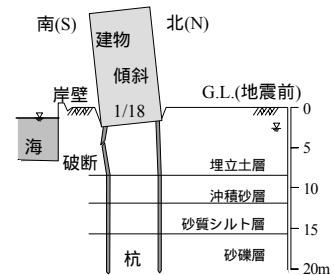 南(S)
北(N)
建物
傾斜
1/18
岸壁
G.L.(地震前)
0
海
破断
5
埋立土層
10
沖積砂層
砂質シルト層
15
砂礫層
杭
20m